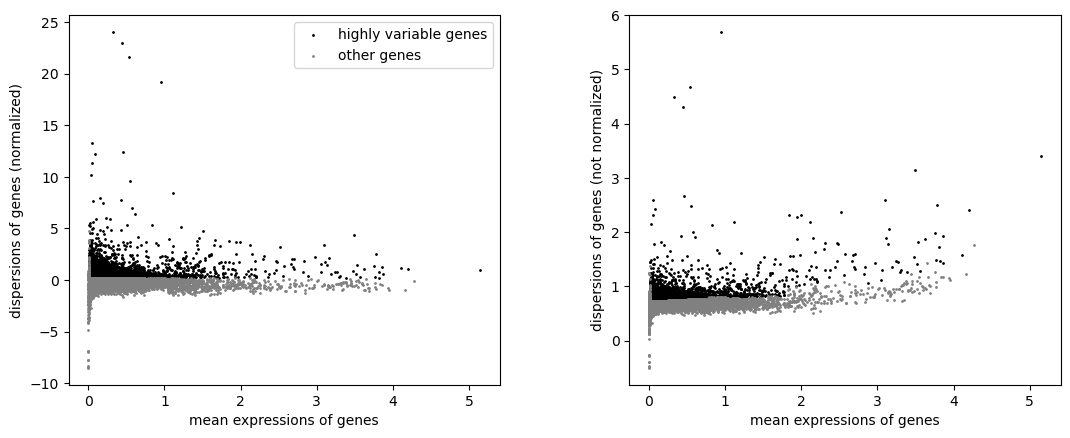 dispersions of genes (normalized)
25
20
15
10
5
0
−5
−10
0 1 2 3 4 5
mean expressions of genes
highly variable genes
other genes
dispersions of genes (not normalized)
6
5
4
3
2
1
0
0 1 2 3 4 5
mean expressions of genes